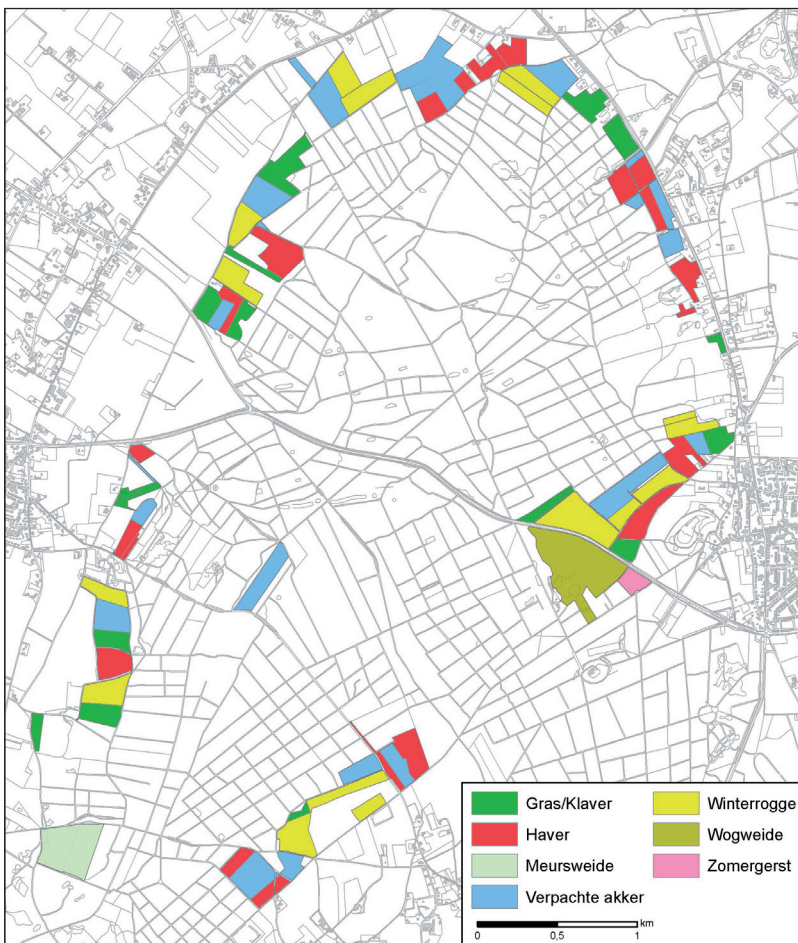 Gras/Klaver
Haver
Meursweide
Verpachte akker
Winterrogge
Wogweide
Zomergerst
km
0 0,5 1